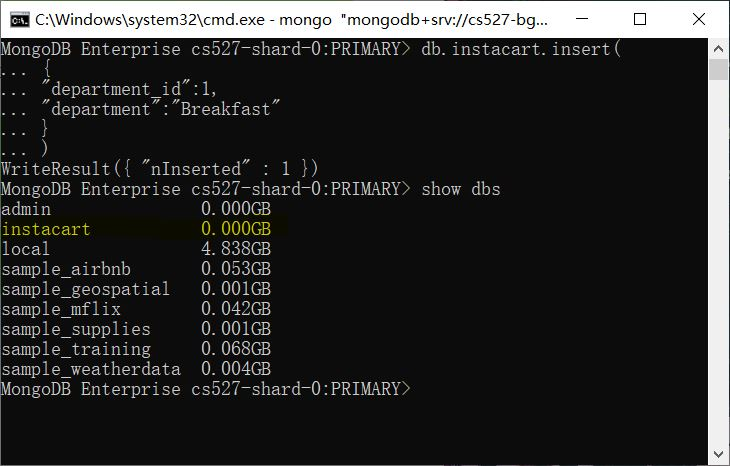 C:\Windows\system32\cmd.exe - mongo "mongodb+srv://cs527-bg...
MongoDB Enterprise cs527-shard-0:PRIMARY> db.instacart.insert(
... {
... "department_id":1,
... "department":"Breakfast"
... }
... )
WriteResult({ "nInserted" : 1 })
MongoDB Enterprise cs527-shard-0:PRIMARY> show dbs
admin 0.000GB
instacart 0.000GB
local 4.838GB
sample_airbnb 0.053GB
sample_geospatial 0.001GB
sample_mflix 0.042GB
sample_supplies 0.001GB
sample_training 0.068GB
sample_weatherdata 0.004GB
MongoDB Enterprise cs527-shard-0:PRIMARY>